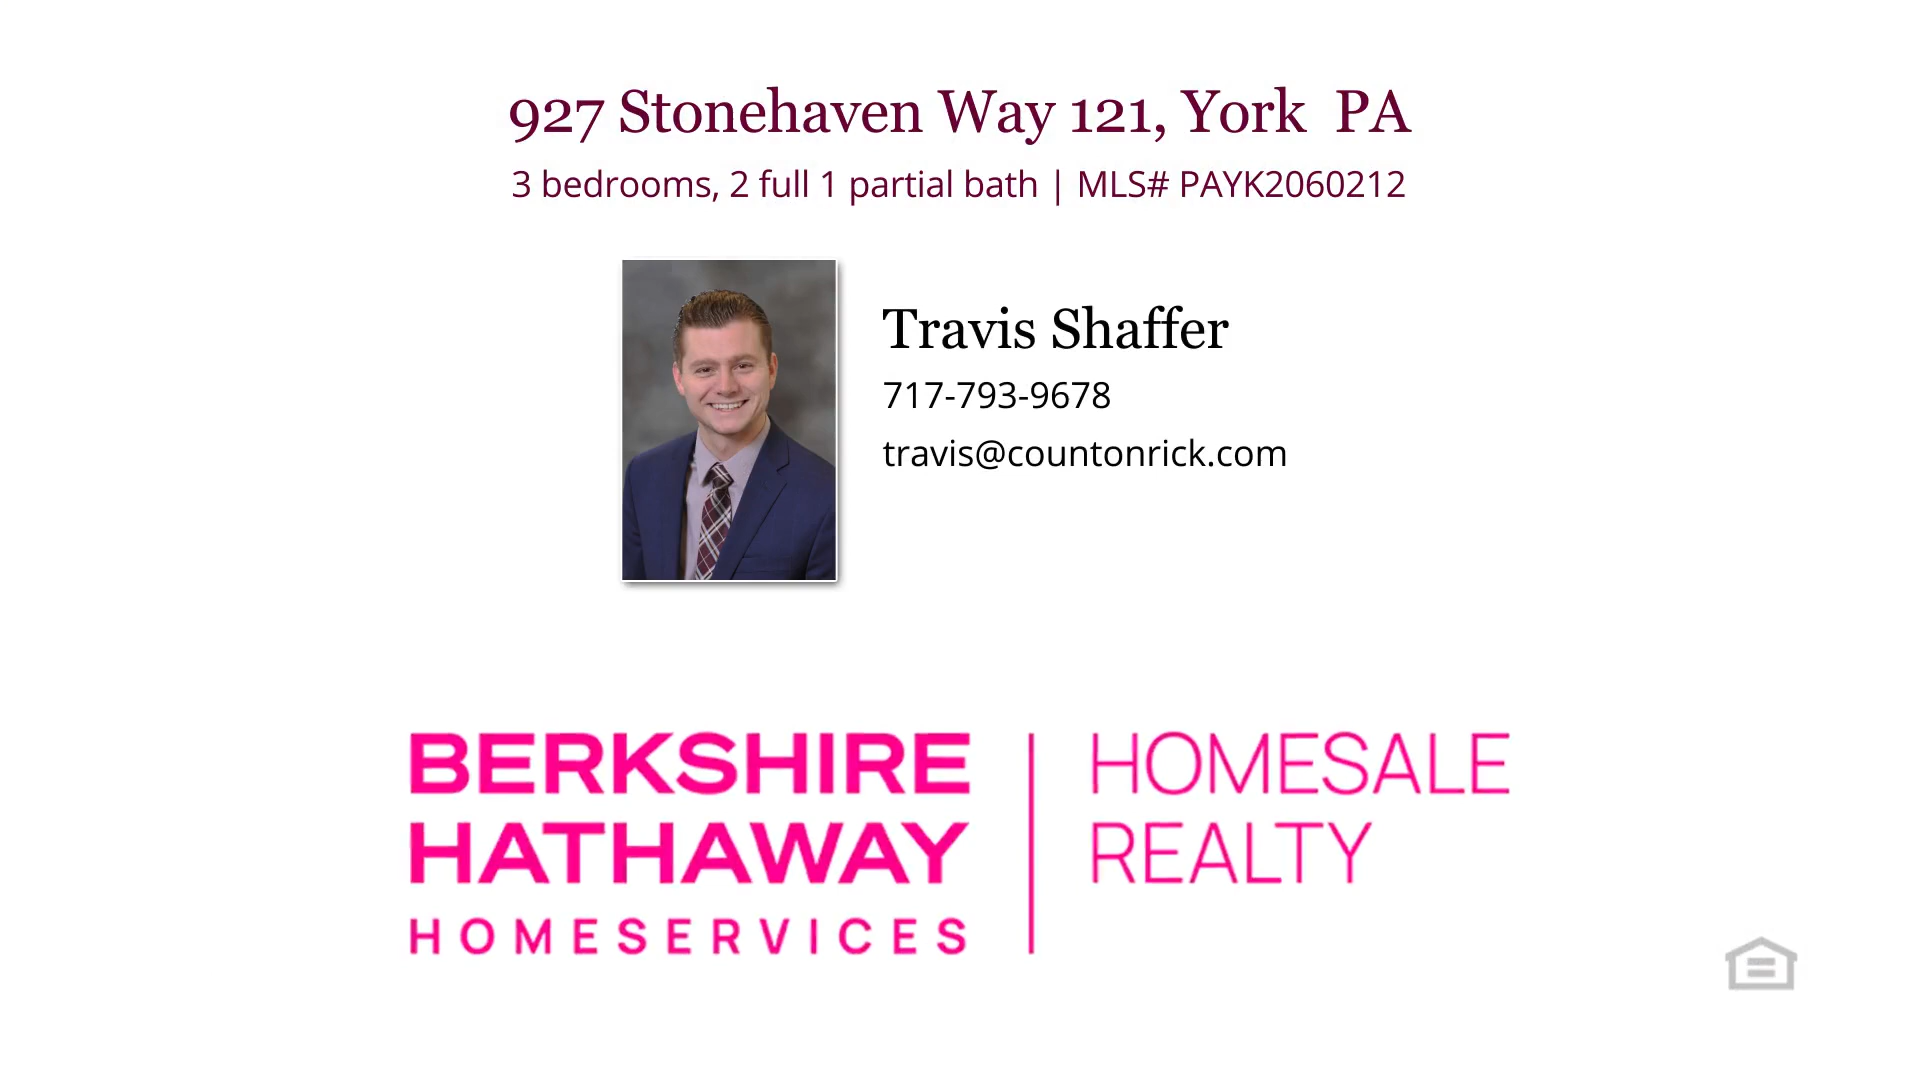 927 Stonehaven Way 121, York  PA
3 bedrooms, 2 full 1 partial bath | MLS# PAYK2060212
Travis Shaffer
717-793-9678
travis@countonrick.com
BERKSHIRE
HATHAWAY
HOMESERVICES
HOMESALE
REALTY